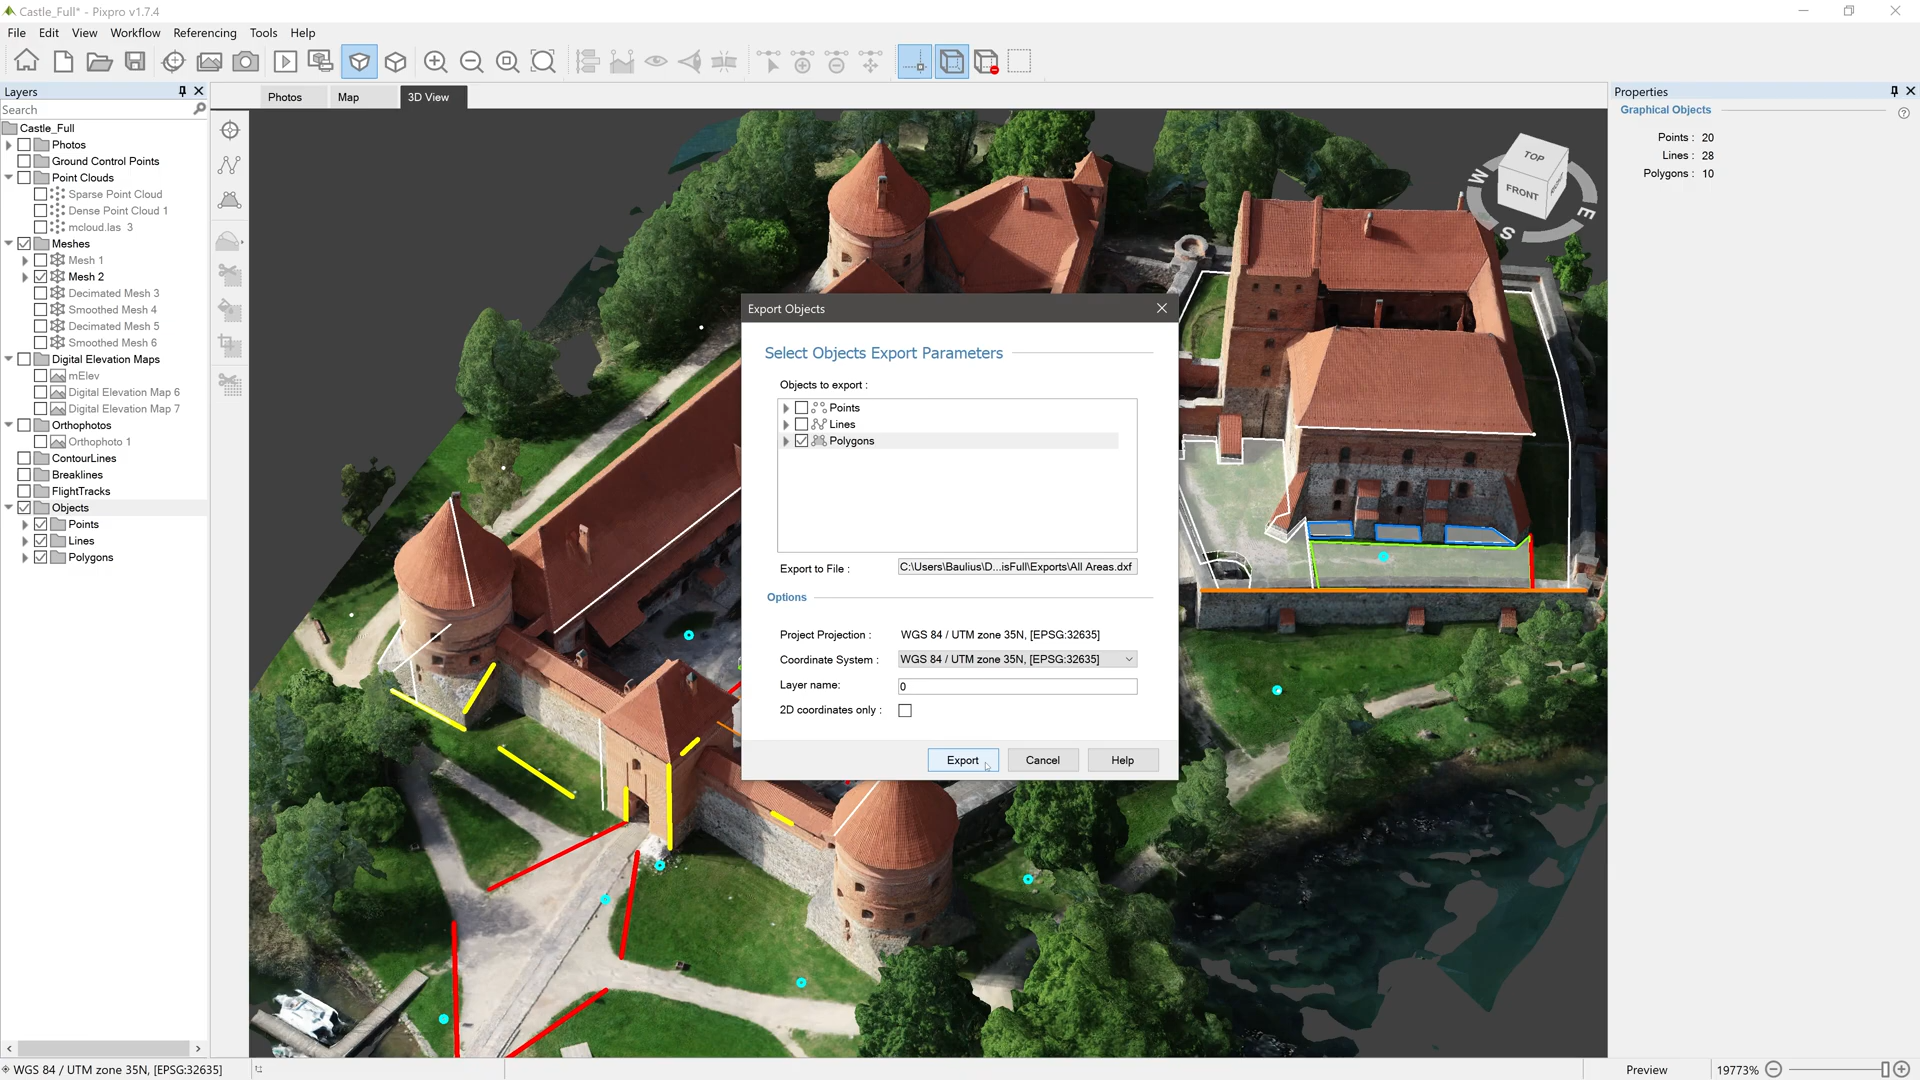 Castle_Full* - Pixpro v1.7.4
File Edit View Workflow Referencing Tools Help
Layers
Search
Castle_Full
Photos
Ground Control Points
Point Clouds
Sparse Point Cloud
Dense Point Cloud 1
mcloud.las 3
Meshes
Mesh 1
Mesh 2
Decimated Mesh 3
Smoothed Mesh 4
Decimated Mesh 5
Smoothed Mesh 6
Digital Elevation Maps
mElev
Digital Elevation Map 6
Digital Elevation Map 7
Orthophotos
Orthophoto 1
ContourLines
Breaklines
FlightTracks
Objects
Points
Lines
Polygons
Photos Map 3D View
TOP
FRONT
W
S
E
Export Objects
Select Objects Export Parameters
Objects to export :
Points
Lines
Polygons
Export to File : C:\Users\Baulius\D...isFull\Exports\All Areas.dxf
Options
Project Projection : WGS 84 / UTM zone 35N, [EPSG:32635]
Coordinate System : WGS 84 / UTM zone 35N, [EPSG:32635]
Layer name: 0
2D coordinates only :
Export Cancel Help
Properties
Graphical Objects
Points : 20
Lines : 28
Polygons : 10
WGS 84 / UTM zone 35N, [EPSG:32635]
Preview 19773%